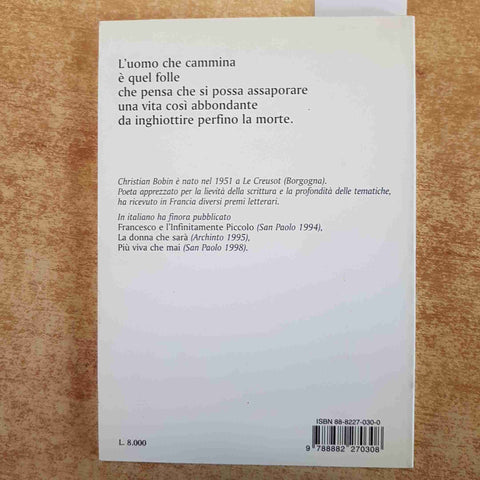 L'uomo che cammina
è quel folle
che pensa che si possa assaporare
una vita così abbondante
da inghiottire perfino la morte.
Christian Bobin è nato nel 1951 a Le Creusot (Borgogna).
Poeta apprezzato per la lievità della scrittura e la profondità delle tematiche,
ha ricevuto in Francia diversi premi letterari.
In italiano ha finora pubblicato
Francesco e l'Infinitamente Piccolo (San Paolo 1994),
La donna che sarà (Archinto 1995),
Più viva che mai (San Paolo 1998).
ISBN 88-8227-030-0
9 788882 270308
L. 8.000